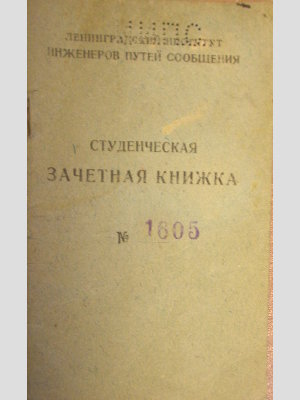 ЛЕНИНГРАДСКИЙ ИНСТИТУТ
ИНЖЕНЕРОВ ПУТЕЙ СООБЩЕНИЯ
СТУДЕНЧЕСКАЯ
ЗАЧЕТНАЯ КНИЖКА
№ 1605